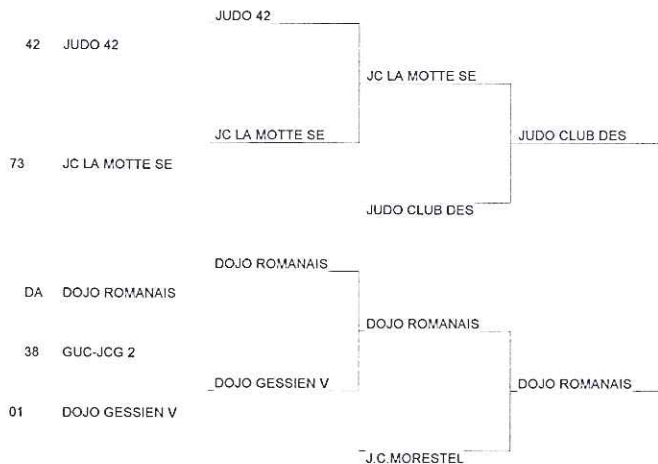 JUDO 42
42 JUDO 42
JC LA MOTTE SE
JC LA MOTTE SE
JUDO CLUB DES
73 JC LA MOTTE SE
JUDO CLUB DES
DOJO ROMANAIS
DA DOJO ROMANAIS
DOJO ROMANAIS
38 GUC-JCG 2
DOJO GESSIEN V
DOJO ROMANAIS
01 DOJO GESSIEN V
J.C.MORESTEL